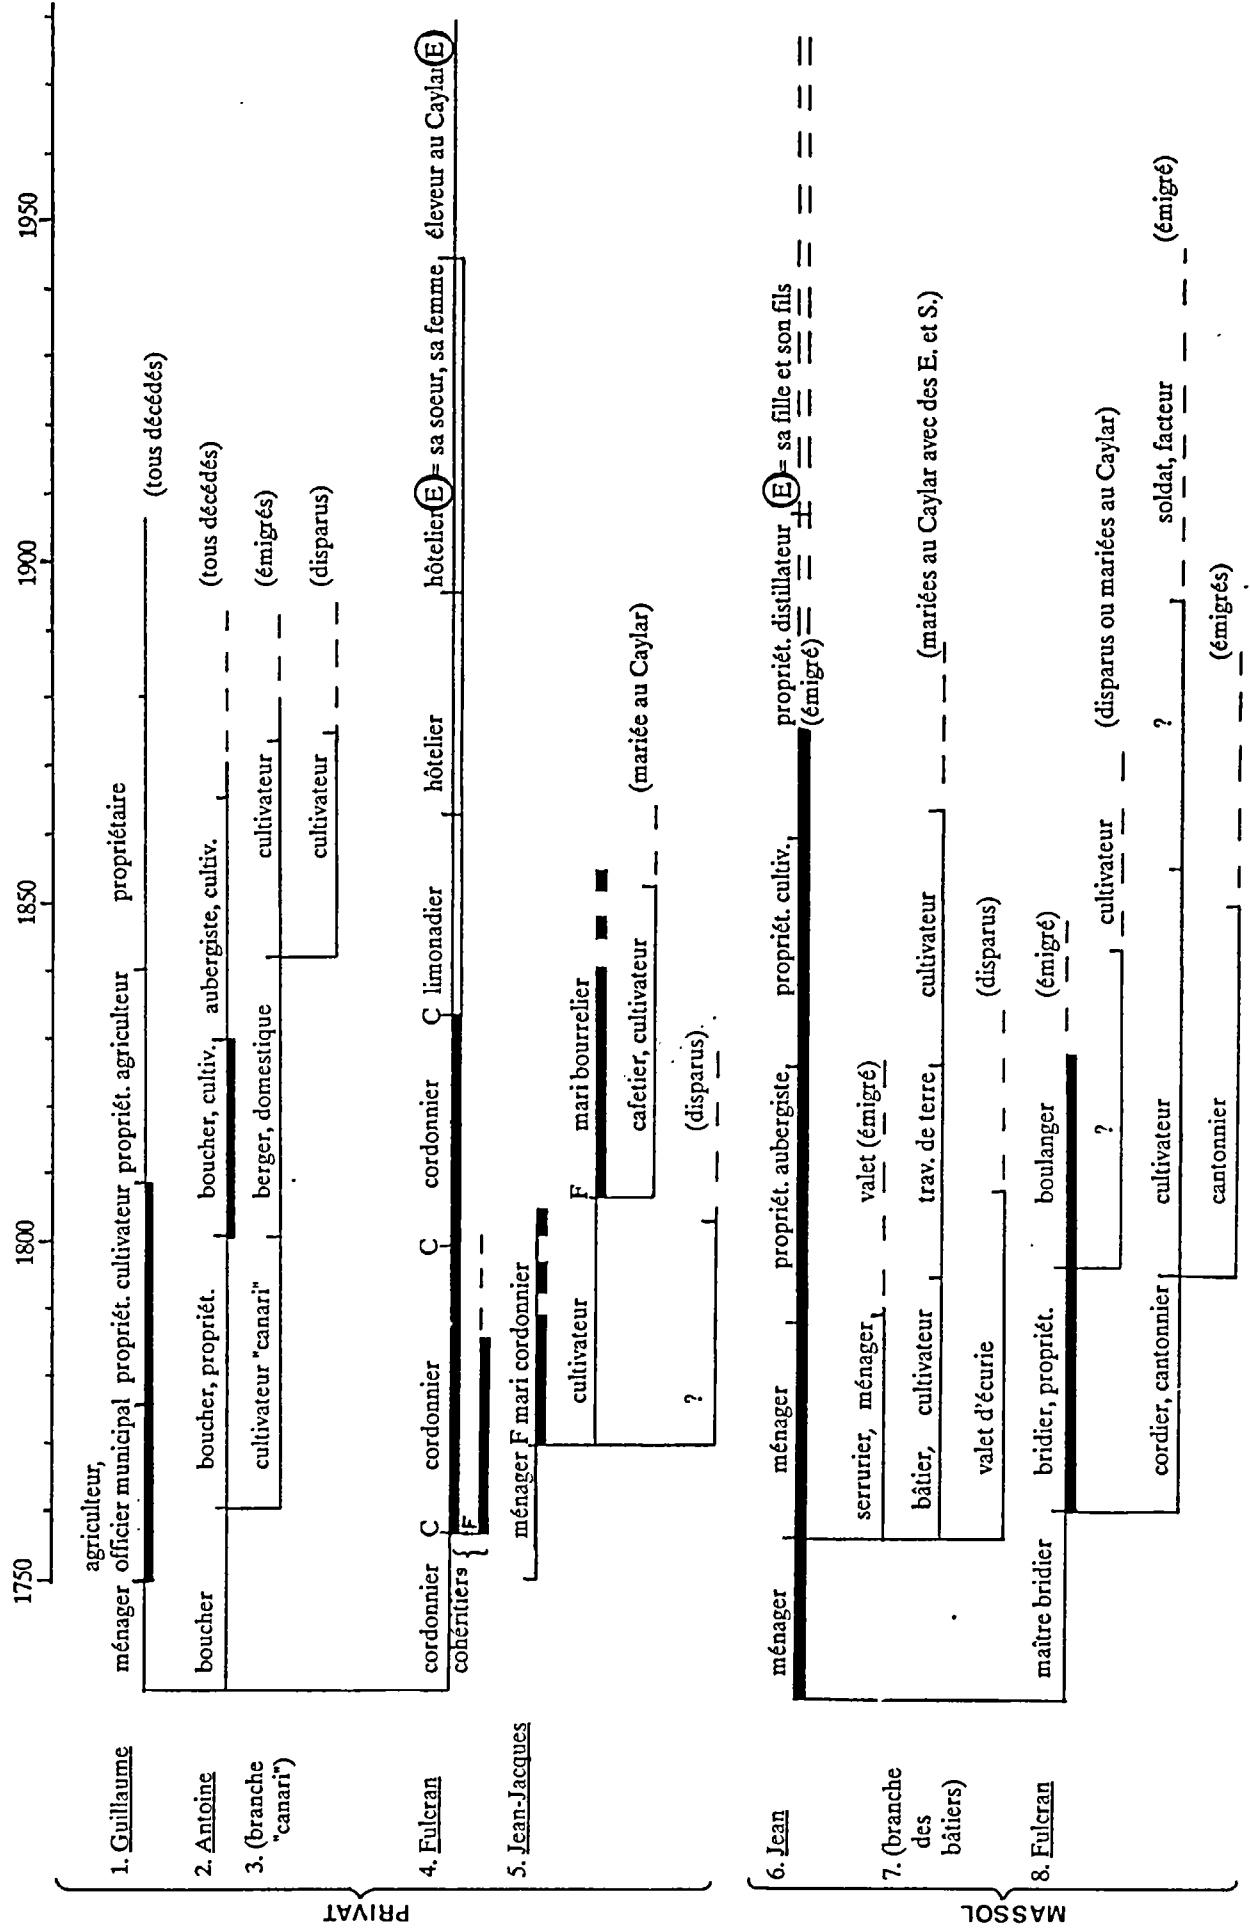 1750 1800 1850 1900 1950
PRIVAT
1. Guillaume
agriculteur,
ménager officier municipal propriét. cultivateur propriét. agriculteur propriétaire
(tous décédés)
2. Antoine
boucher boucher, propriét. boucher, cultiv. aubergiste, cultiv. (tous décédés)
3. (branche
"canari")
cultivateur "canari" berger, domestique cultivateur (émigrés)
cultivateur (disparus)
4. Fulcran
cordonnier C cordonnier C cordonnier C limonadier hôtelier hôtelier E = sa soeur, sa femme éleveur au Caylar E
cohéritiers { F
5. Jean-Jacques
ménager F mari cordonnier
F mari bourrelier
cultivateur
cafetier, cultivateur (mariée au Caylar)
? (disparus)
MASSOL
6. Jean
ménager ménager propriét. aubergiste, propriét. cultiv. propriét. distillateur E = sa fille et son fils
(émigré)
7. (branche
des
bâtiers)
serrurier, ménager valet (émigré)
bâtier, cultivateur trav. de terre cultivateur (mariées au Caylar avec des E. et S.)
valet d'écurie (disparus)
8. Fulcran
maître bridier bridier, propriét. boulanger (émigré)
? cultivateur (disparus ou mariées au Caylar)
cordier, cantonnier cultivateur ? soldat, facteur (émigré)
cantonnier (émigrés)